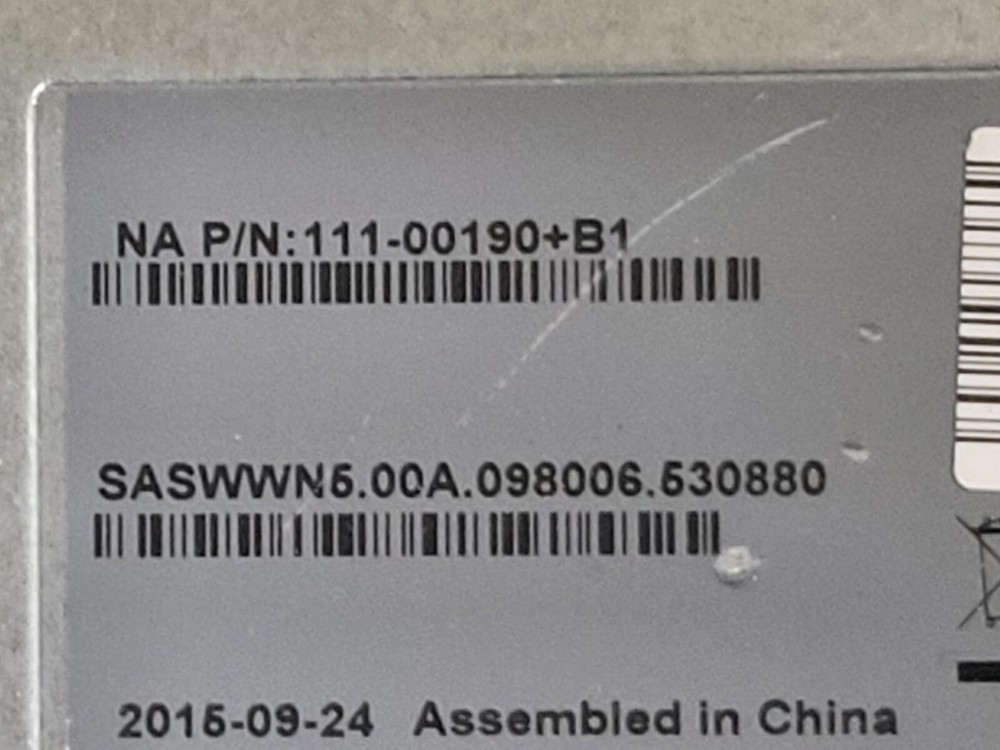 NA P/N:111-00190+B1
SASWWN5.00A.098006.530880
2015-09-24 Assembled in China